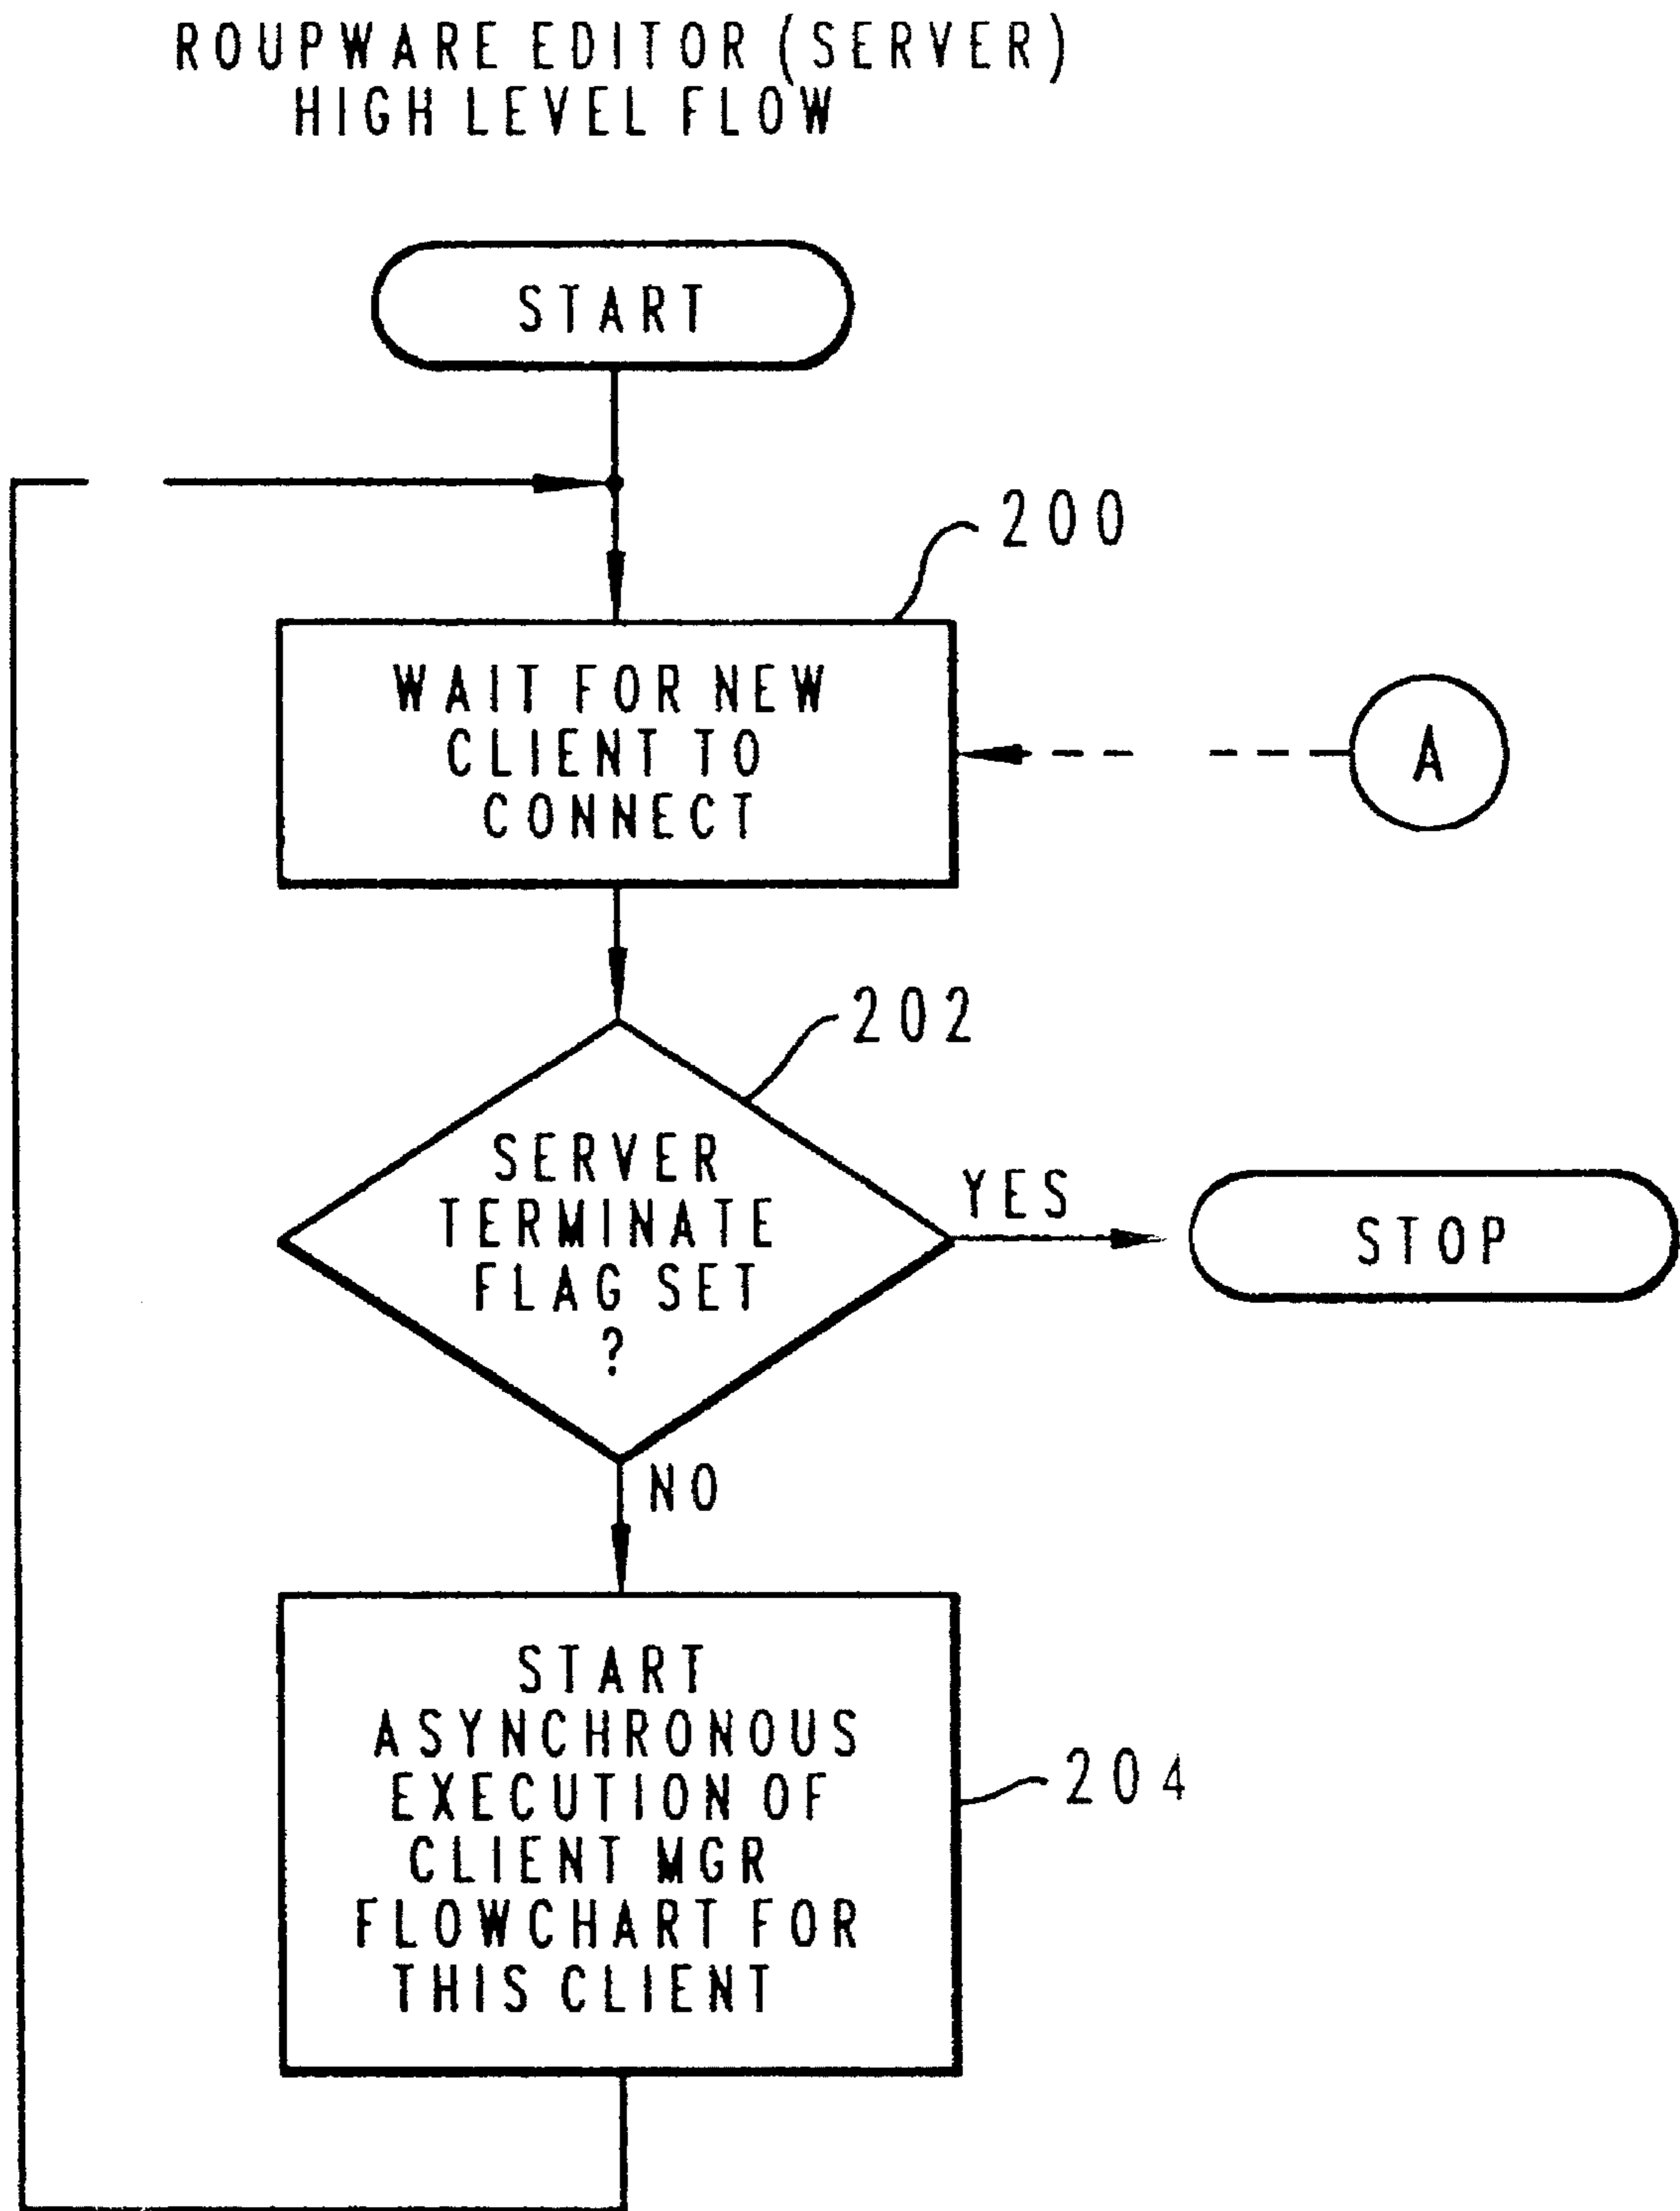 ROUPWARE EDITOR (SERVER)
HIGH LEVEL FLOW
START
200
WAIT FOR NEW
CLIENT TO
CONNECT
A
202
SERVER
TERMINATE
FLAG SET
?
YES
STOP
NO
START
ASYNCHRONOUS
EXECUTION OF
CLIENT MGR
FLOWCHART FOR
THIS CLIENT
204